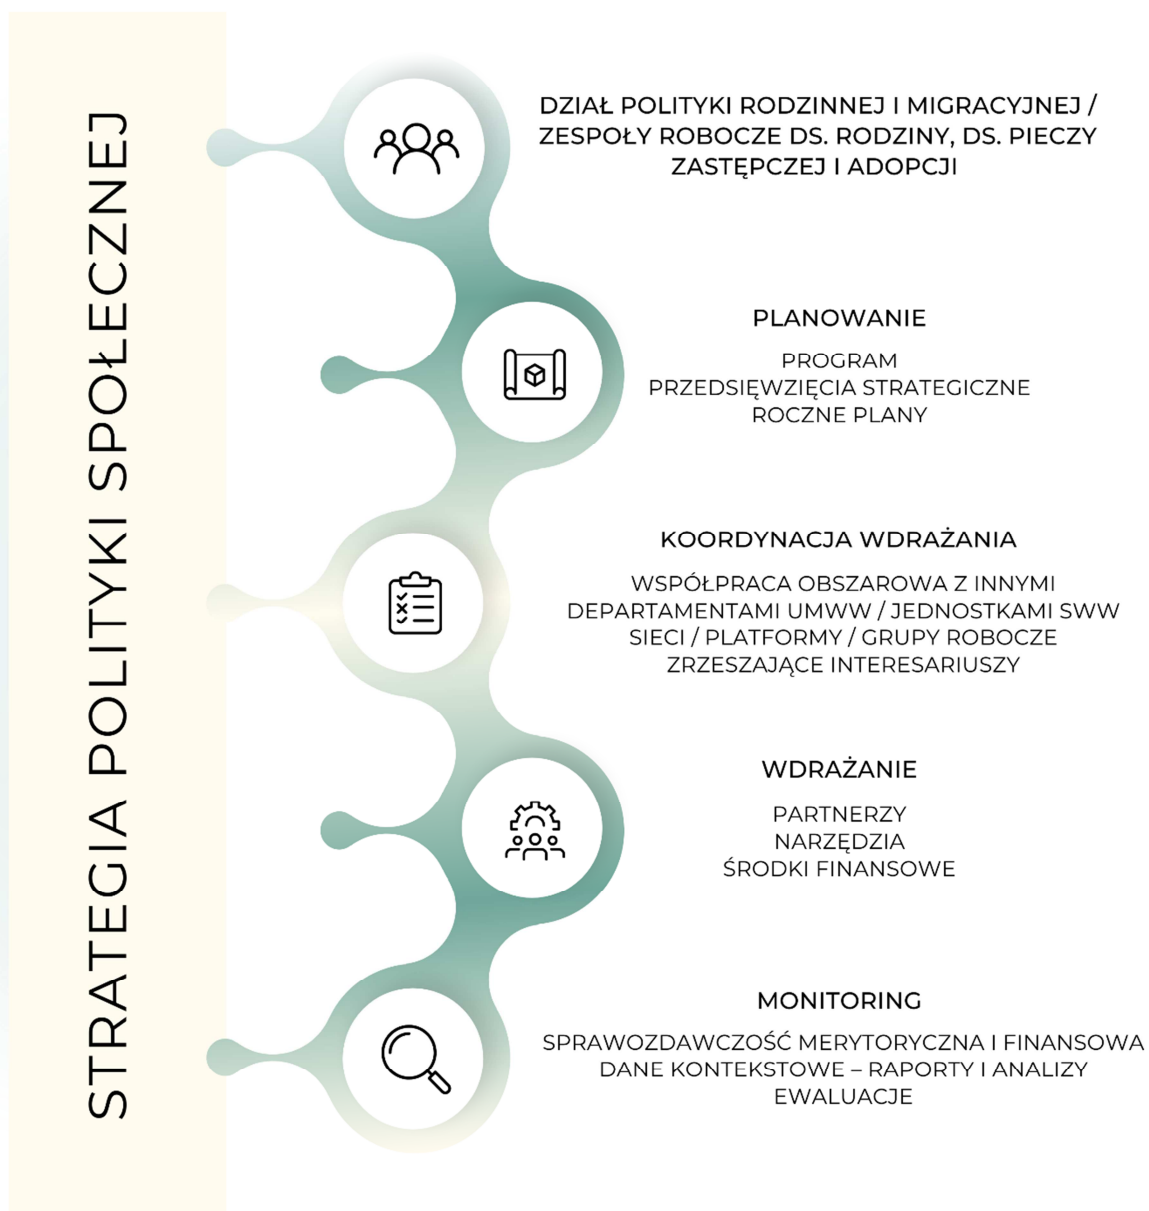 STRATEGIA POLITYKI SPOŁECZNEJ
DZIAŁ POLITYKI RODZINNEJ I MIGRACYJNEJ /
ZESPOŁY ROBOCZE DS. RODZINY, DS. PIECZY
ZASTĘPCZEJ I ADOPCJI
PLANOWANIE
PROGRAM
PRZEDSIĘWZIĘCIA STRATEGICZNE
ROCZNE PLANY
KOORDYNACJA WDRAŻANIA
WSPÓŁPRACA OBSZAROWA Z INNYMI
DEPARTAMENTAMI UMWW / JEDNOSTKAMI SWW
SIECI / PLATFORMY / GRUPY ROBOCZE
ZRZESZAJĄCE INTERESARIUSZY
WDRAŻANIE
PARTNERZY
NARZĘDZIA
ŚRODKI FINANSOWE
MONITORING
SPRAWOZDAWCZOŚĆ MERYTORYCZNA I FINANSOWA
DANE KONTEKSTOWE – RAPORTY I ANALIZY
EWALUACJE